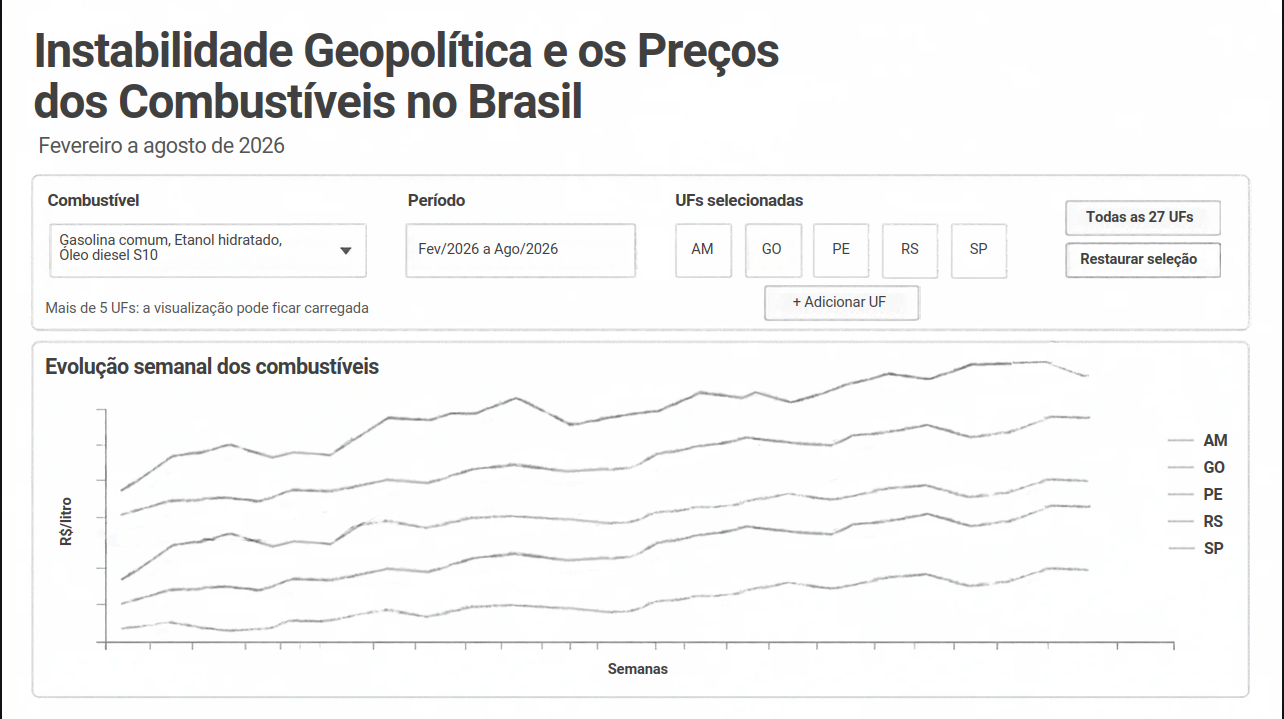 Instabilidade Geopolítica e os Preços
dos Combustíveis no Brasil
Fevereiro a agosto de 2026
Combustível
Gasolina comum, Etanol hidratado,
Óleo diesel S10
Mais de 5 UFs: a visualização pode ficar carregada
Período
Fev/2026 a Ago/2026
UFs selecionadas
AM GO PE RS SP
+ Adicionar UF
Todas as 27 UFs
Restaurar seleção
Evolução semanal dos combustíveis
R$/litro
AM
GO
PE
RS
SP
Semanas